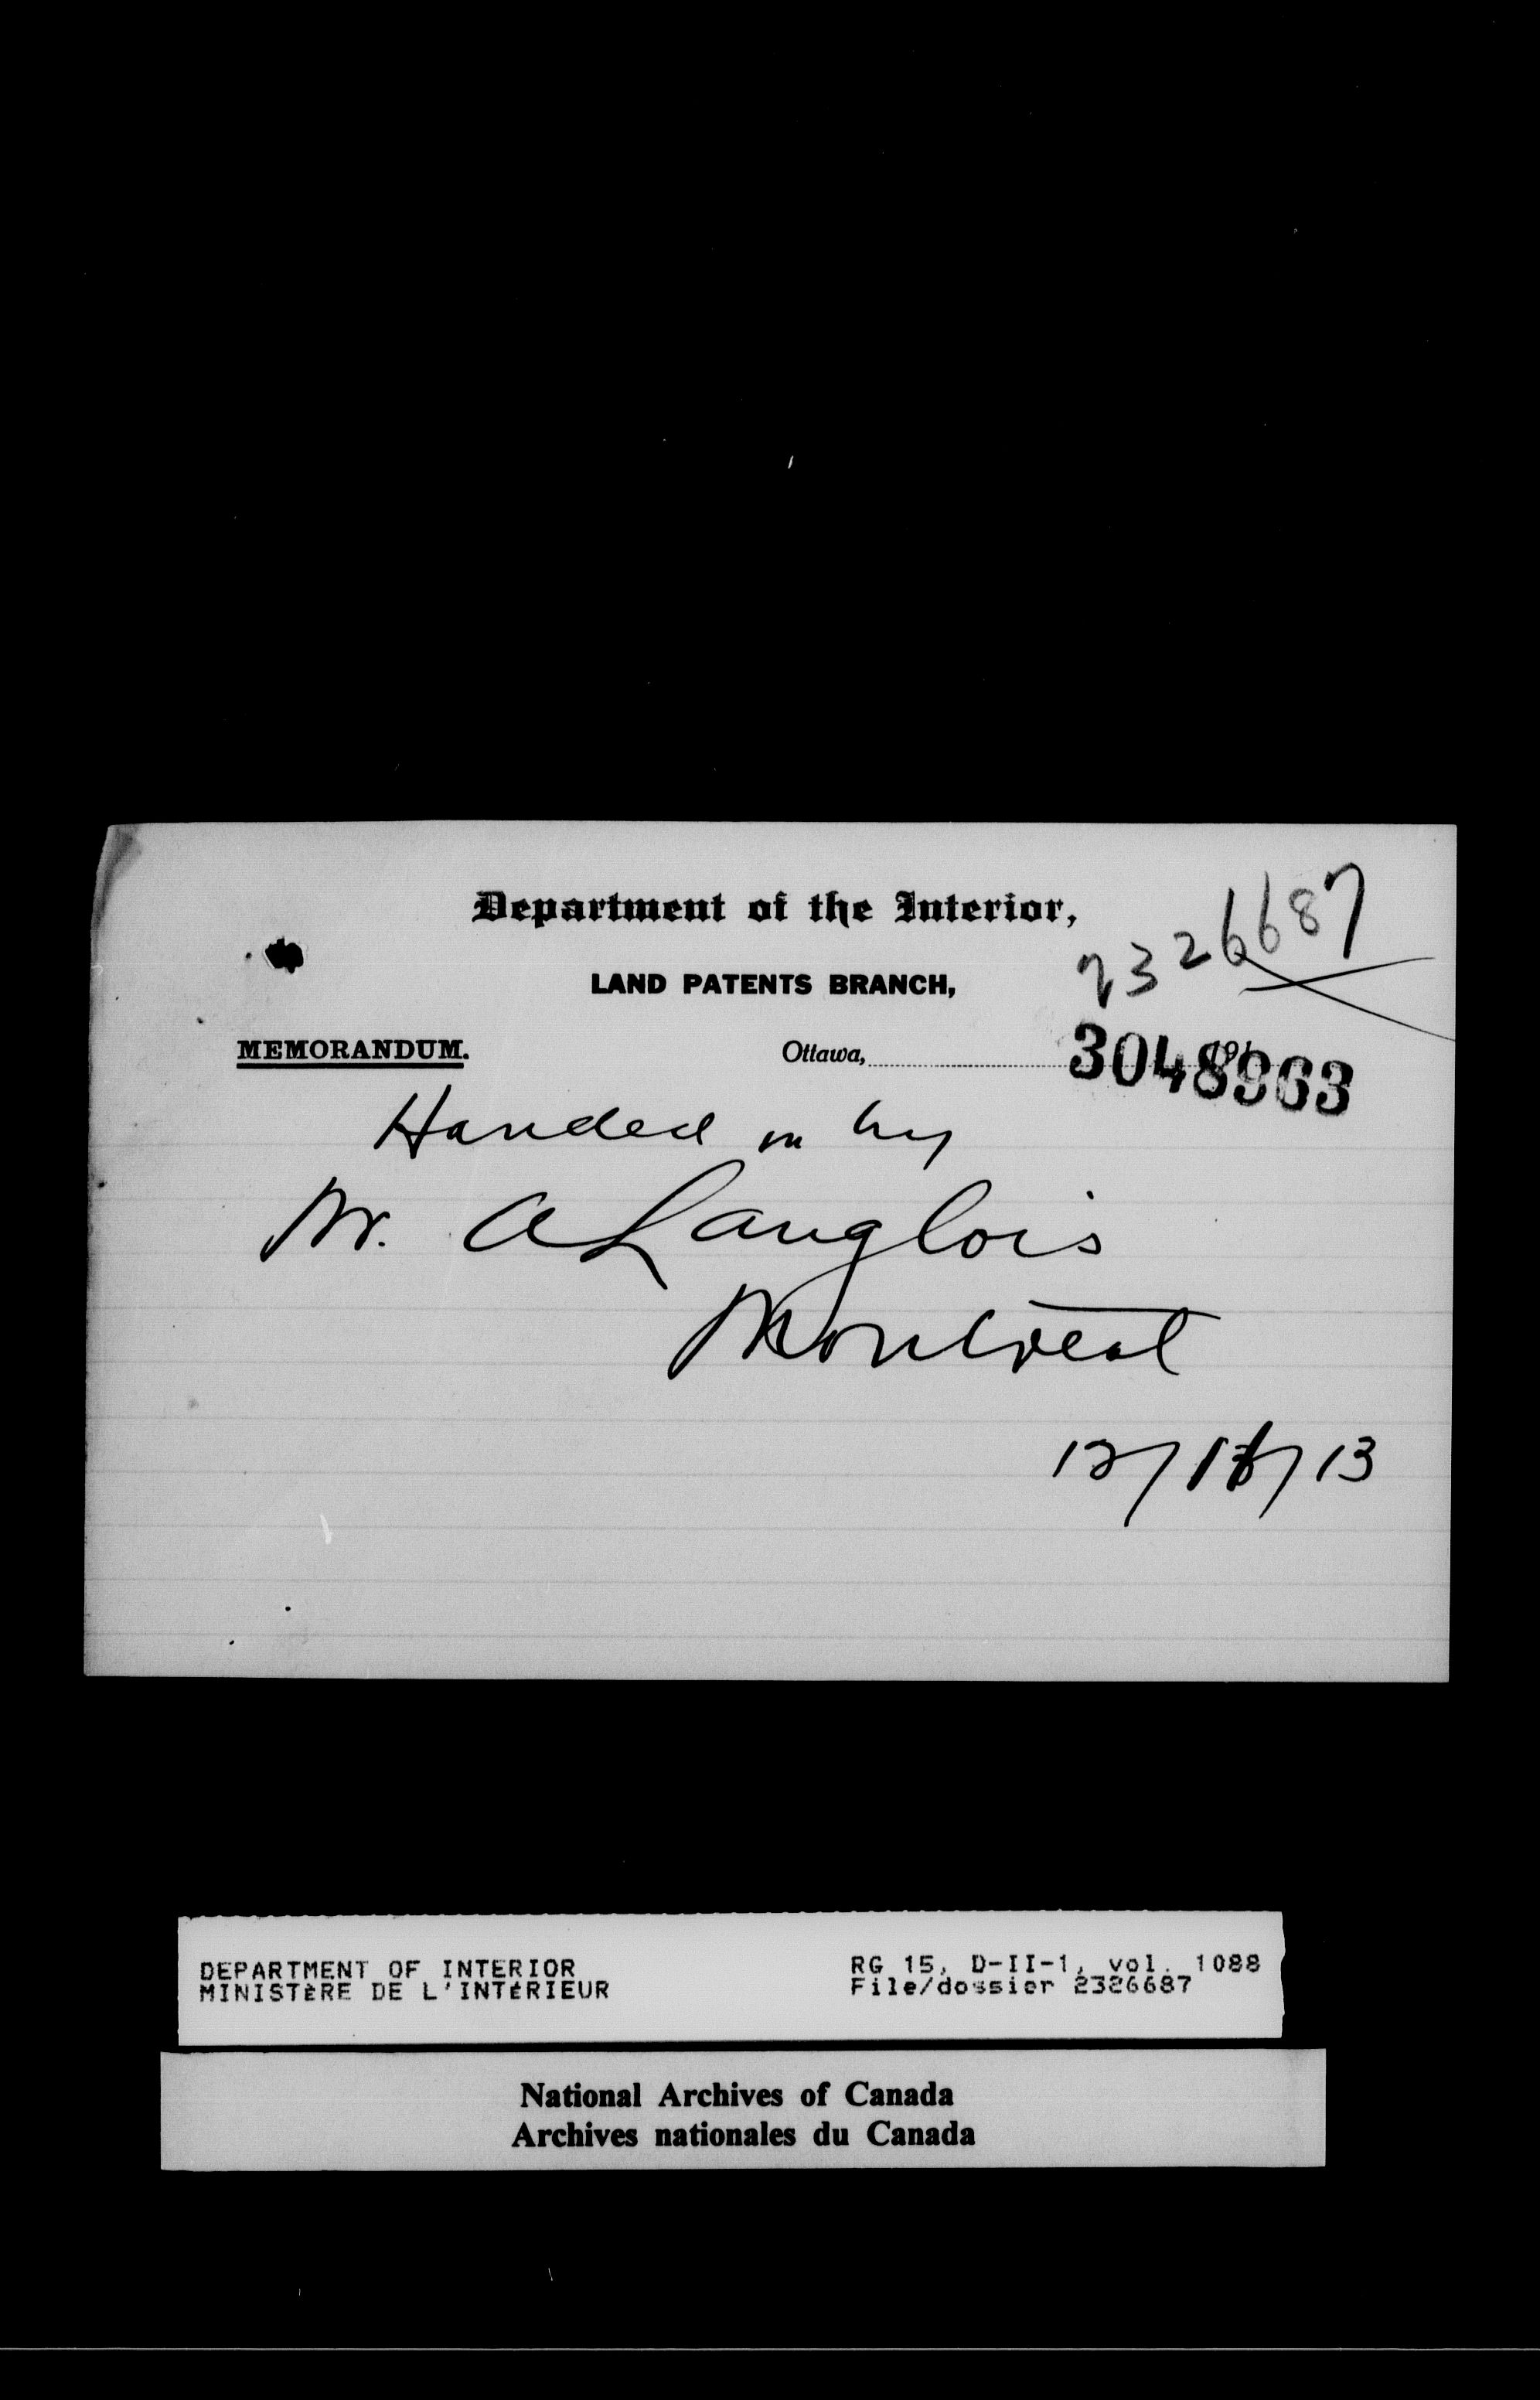 Department of the Interior,
2326687
LAND PATENTS BRANCH,
MEMORANDUM.
Ottawa, 191
3048963
Handed in by
Mr. A Langlois
Montreal
12/ /13
DEPARTMENT OF INTERIOR
MINISTÈRE DE L'INTÉRIEUR
RG 15, D-II-1, vol. 1088
File/dossier 2326687
National Archives of Canada
Archives nationales du Canada